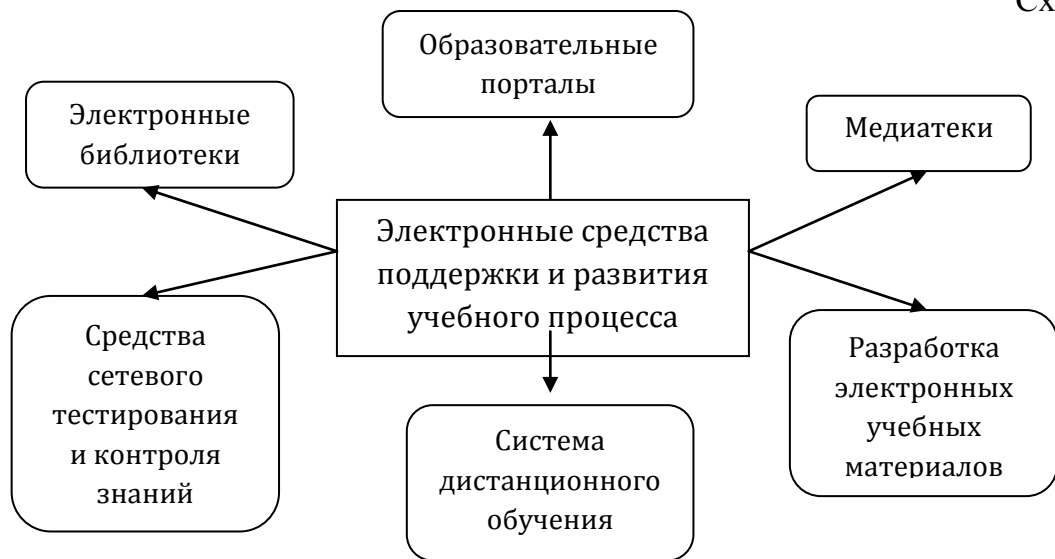 Сх
Образовательные
порталы
Электронные
библиотеки
Медиатеки
Электронные средства
поддержки и развития
учебного процесса
Средства
сетевого
тестирования
и контроля
знаний
Система
дистанционного
обучения
Разработка
электронных
учебных
материалов